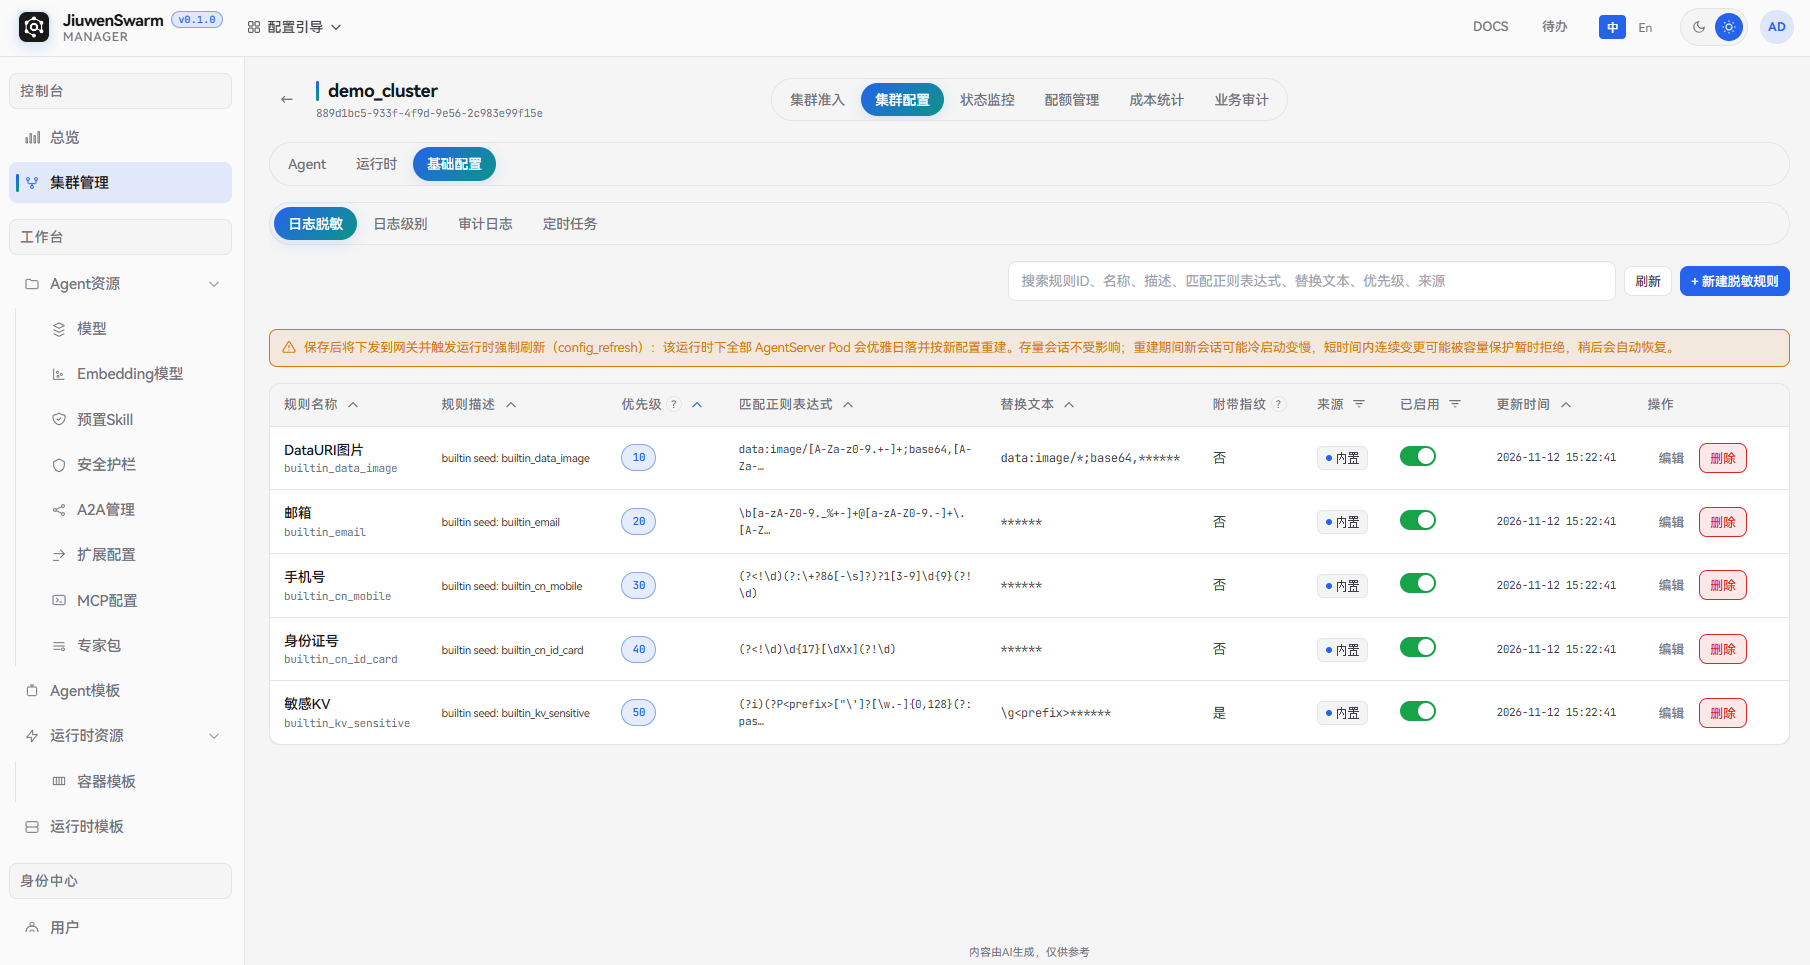 JiuwenSwarm v0.1.0
MANAGER
配置引导
DOCS 待办 中 En AD
控制台
总览
集群管理
工作台
Agent资源
模型
Embedding模型
预置Skill
安全护栏
A2A管理
扩展配置
MCP配置
专家包
Agent模板
运行时资源
容器模板
运行时模板
身份中心
用户
demo_cluster
889d1bc5-933f-4f9d-9e56-2c983e99f15e
集群准入 集群配置 状态监控 配额管理 成本统计 业务审计
Agent 运行时 基础配置
日志脱敏 日志级别 审计日志 定时任务
搜索规则ID、名称、描述、匹配正则表达式、替换文本、优先级、来源 刷新 + 新建脱敏规则
保存后将下发到网关并触发运行时强制刷新（config_refresh）：该运行时下全部 AgentServer Pod 会优雅日落并按新配置重建。存量会话不受影响；重建期间新会话可能冷启动变慢，短时间内连续变更可能被容量保护暂时拒绝，稍后会自动恢复。
规则名称 规则描述 优先级 ? 匹配正则表达式 替换文本 附带指纹 ? 来源 已启用 更新时间 操作
DataURI图片
builtin_data_image
builtin seed: builtin_data_image 10
data:image/[A-Za-z0-9.+-]+;base64,[A-
Za-…
data:image/*;base64,****** 否 内置 2026-11-12 15:22:41 编辑 删除
邮箱
builtin_email
builtin seed: builtin_email 20
\b[a-zA-Z0-9._%+-]+@[a-zA-Z0-9.-]+\.
[A-Z…
****** 否 内置 2026-11-12 15:22:41 编辑 删除
手机号
builtin_cn_mobile
builtin seed: builtin_cn_mobile 30
(?<!\d)(?:\+?86[-\s]?)?1[3-9]\d{9}(?!
\d)
****** 否 内置 2026-11-12 15:22:41 编辑 删除
身份证号
builtin_cn_id_card
builtin seed: builtin_cn_id_card 40
(?<!\d)\d{17}[\dXx](?!\d)
****** 否 内置 2026-11-12 15:22:41 编辑 删除
敏感KV
builtin_kv_sensitive
builtin seed: builtin_kv_sensitive 50
(?i)(?P<prefix>["\']?[\w.-]{0,128}(?:
pas…
\g<prefix>****** 是 内置 2026-11-12 15:22:41 编辑 删除
内容由AI生成，仅供参考